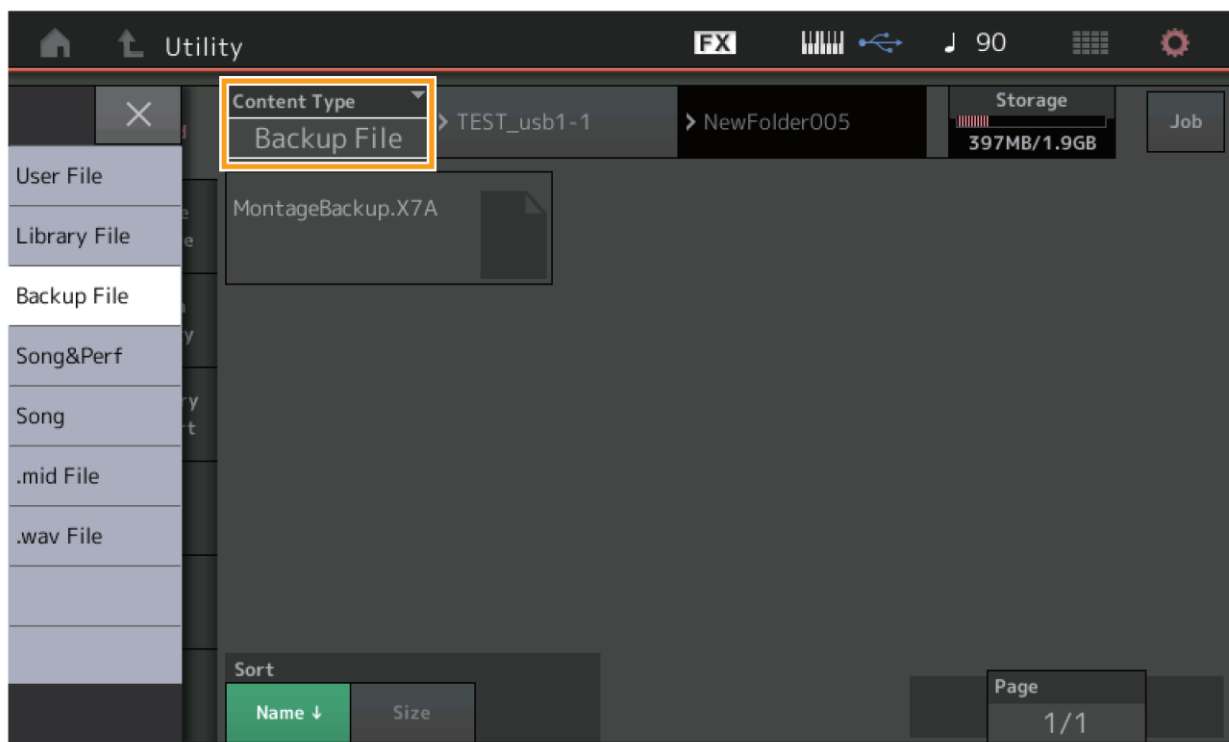 Utility
FX
90
Content Type
Backup File
TEST_usb1-1
NewFolder005
Storage
397MB/1.9GB
Job
User File
Library File
Backup File
Song&Perf
Song
.mid File
.wav File
MontageBackup.X7A
Sort
Name ↓
Size
Page
1/1